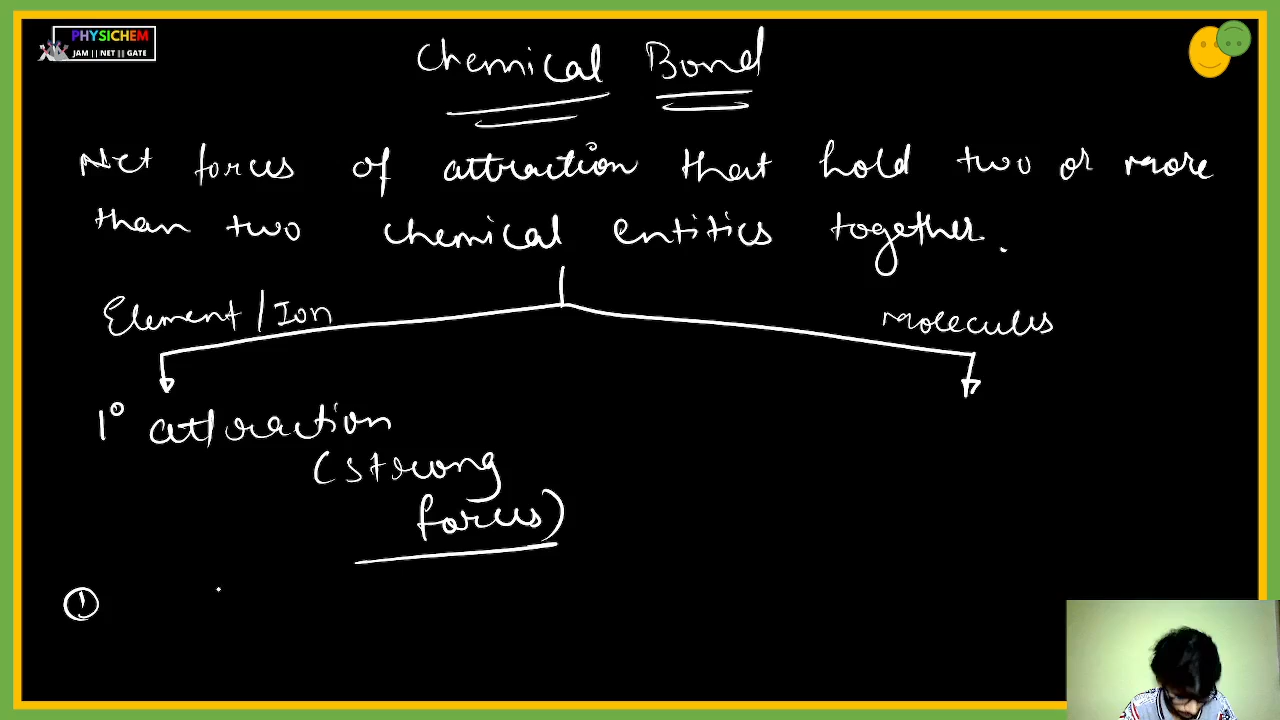 PHYSICHEM
JAM || NET || GATE
Chemical Bond
Net forces of attraction that hold two or more
than two chemical entities together.
Element/Ion
molecules
1° attraction
(strong
forces)
①